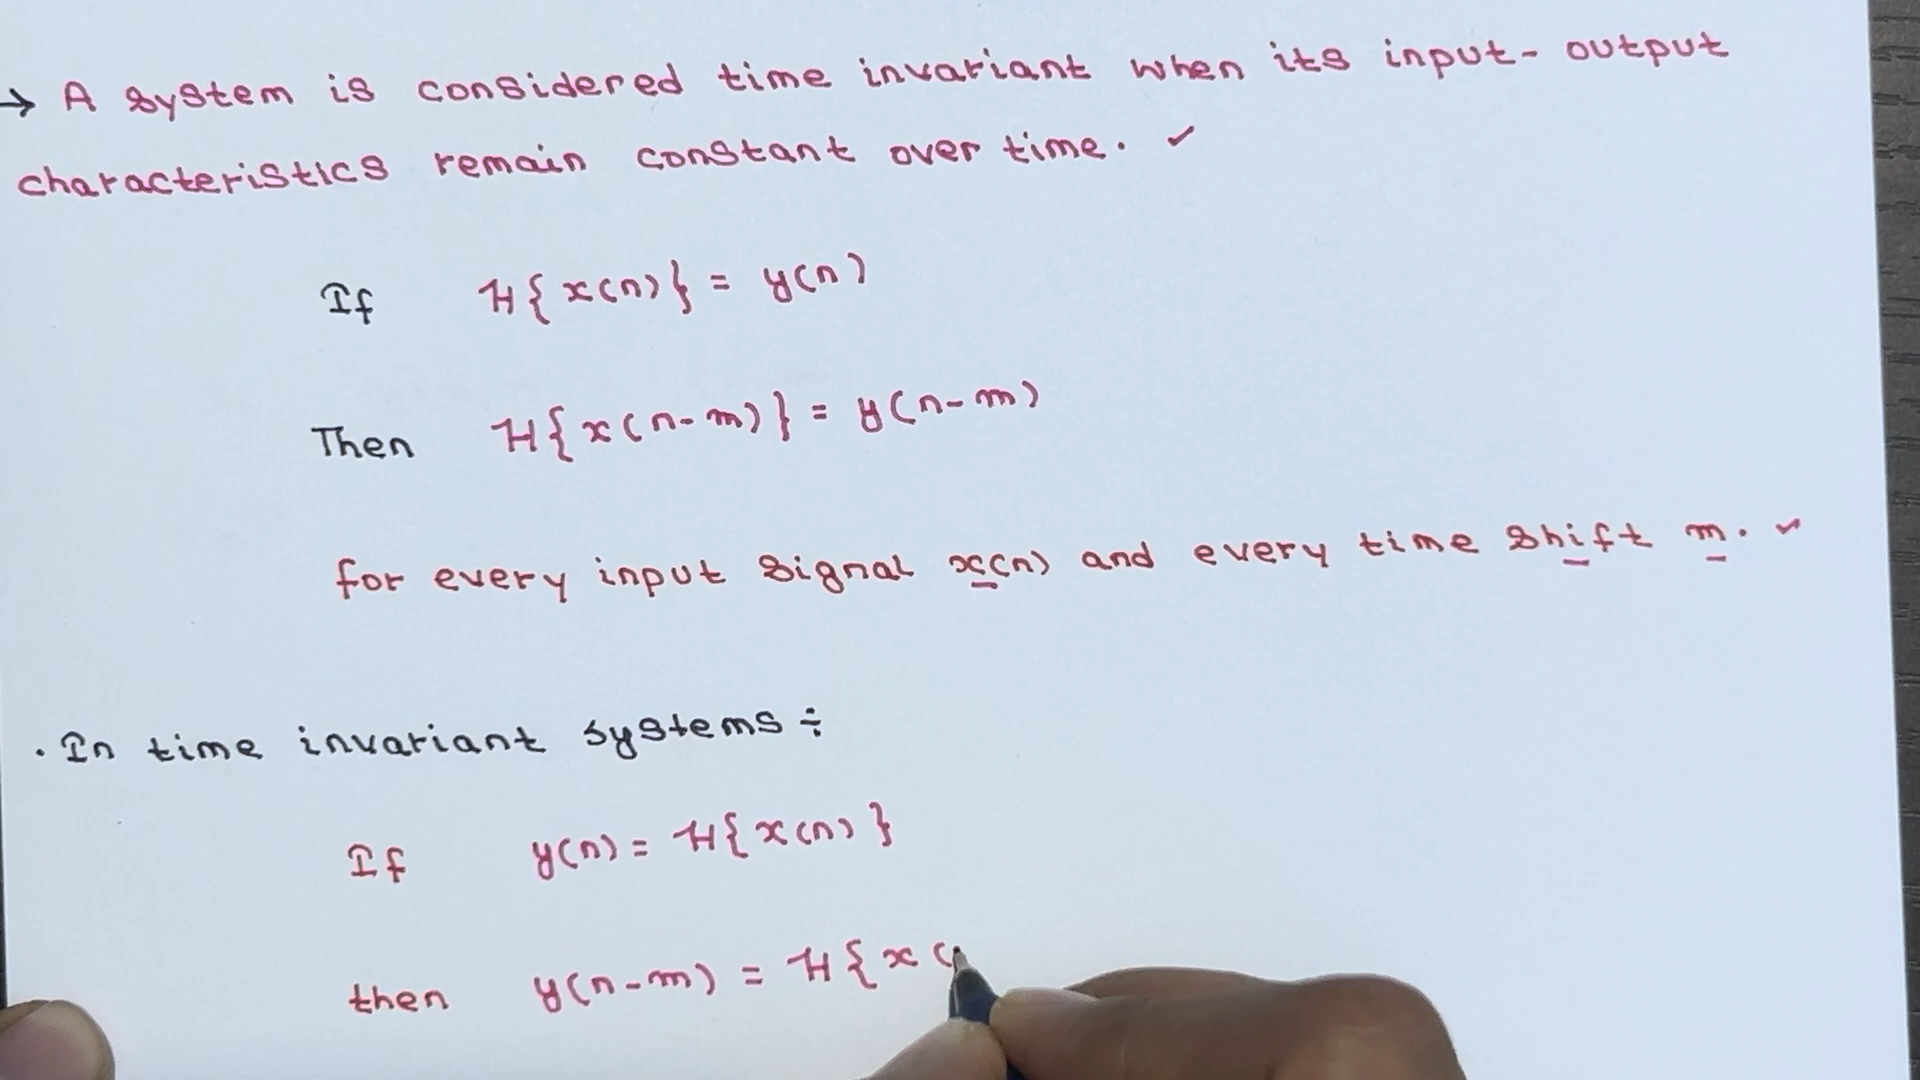 → A system is considered time invariant when its input-output
characteristics remain constant over time. ✓
If H{x(n)} = y(n)
Then H{x(n-m)} = y(n-m)
for every input signal x(n) and every time shift m. ✓
· In time invariant systems ÷
If y(n) = H{x(n)}
then y(n-m) = H{x(